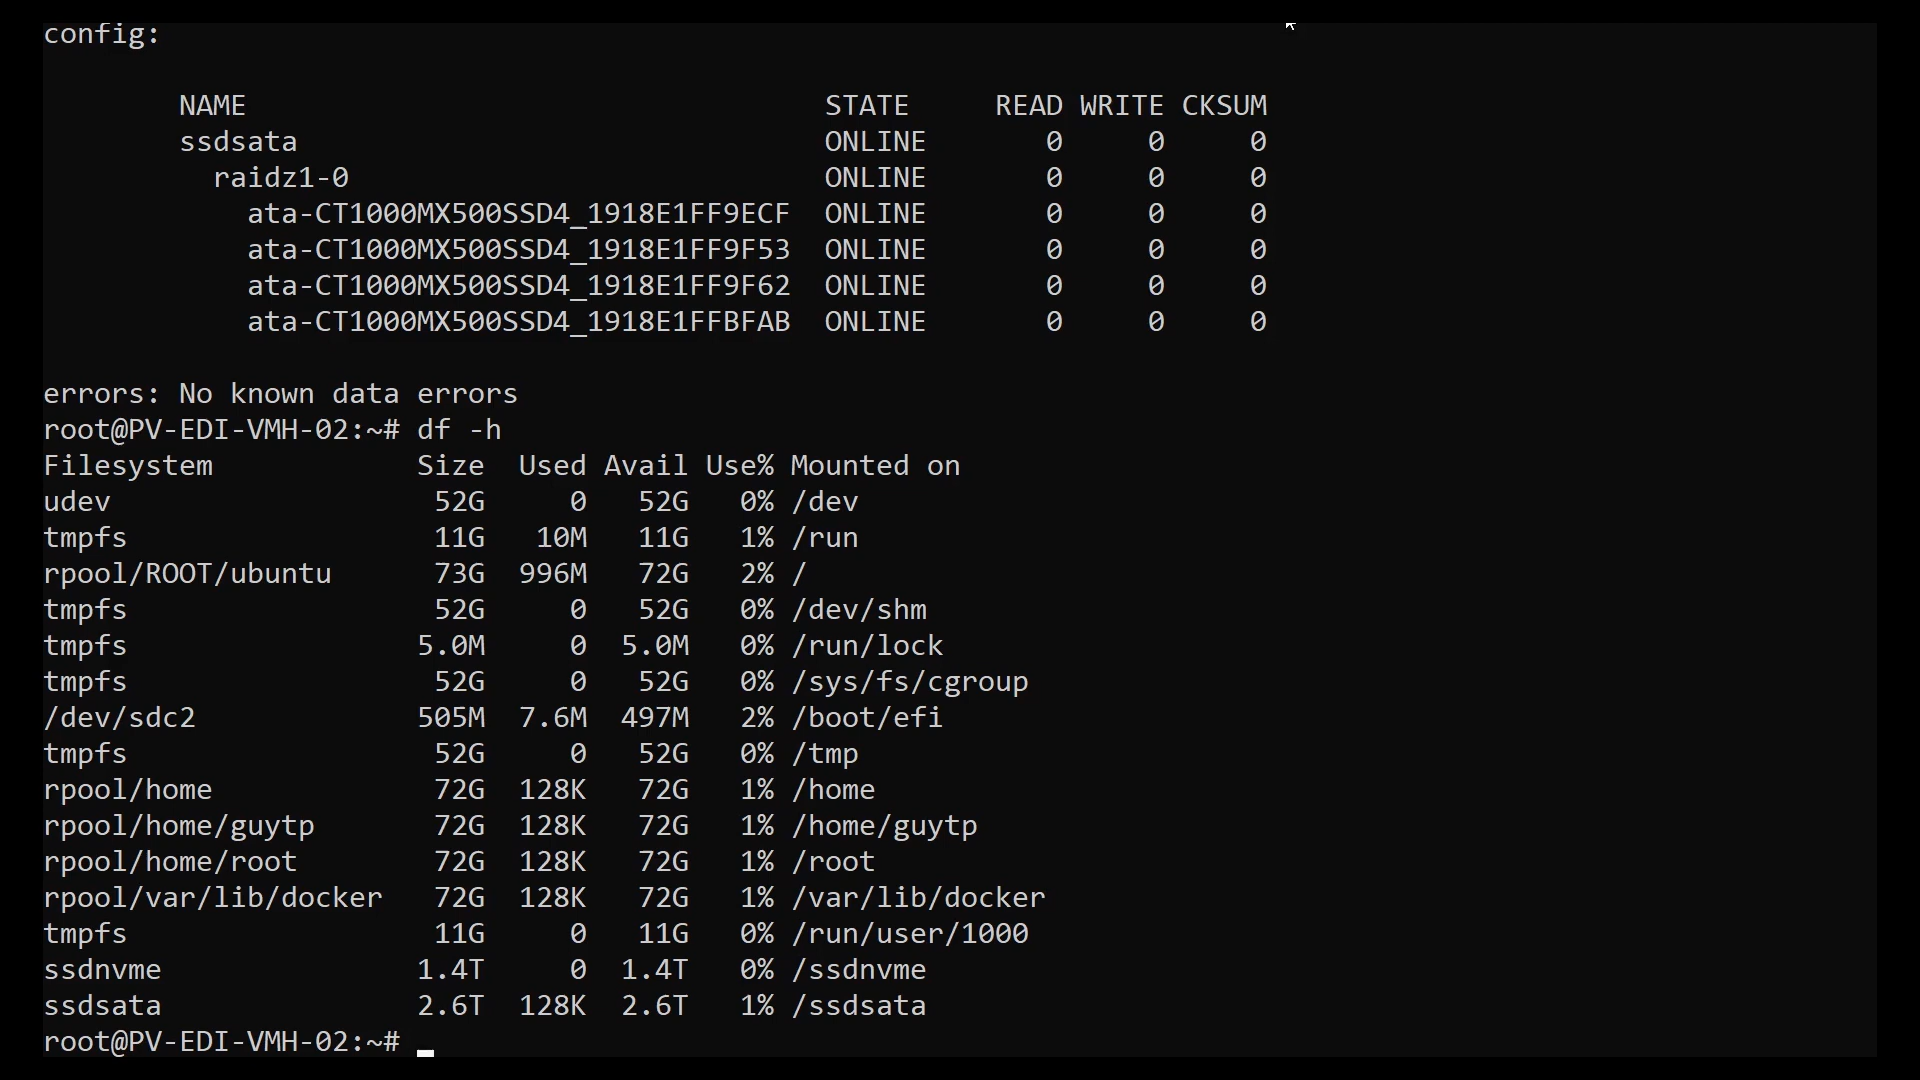 config:
NAME STATE READ WRITE CKSUM
ssdsata ONLINE 0 0 0
raidz1-0 ONLINE 0 0 0
ata-CT1000MX500SSD4_1918E1FF9ECF ONLINE 0 0 0
ata-CT1000MX500SSD4_1918E1FF9F53 ONLINE 0 0 0
ata-CT1000MX500SSD4_1918E1FF9F62 ONLINE 0 0 0
ata-CT1000MX500SSD4_1918E1FFBFAB ONLINE 0 0 0
errors: No known data errors
root@PV-EDI-VMH-02:~# df -h
Filesystem Size Used Avail Use% Mounted on
udev 52G 0 52G 0% /dev
tmpfs 11G 10M 11G 1% /run
rpool/ROOT/ubuntu 73G 996M 72G 2% /
tmpfs 52G 0 52G 0% /dev/shm
tmpfs 5.0M 0 5.0M 0% /run/lock
tmpfs 52G 0 52G 0% /sys/fs/cgroup
/dev/sdc2 505M 7.6M 497M 2% /boot/efi
tmpfs 52G 0 52G 0% /tmp
rpool/home 72G 128K 72G 1% /home
rpool/home/guytp 72G 128K 72G 1% /home/guytp
rpool/home/root 72G 128K 72G 1% /root
rpool/var/lib/docker 72G 128K 72G 1% /var/lib/docker
tmpfs 11G 0 11G 0% /run/user/1000
ssdnvme 1.4T 0 1.4T 0% /ssdnvme
ssdsata 2.6T 128K 2.6T 1% /ssdsata
root@PV-EDI-VMH-02:~#